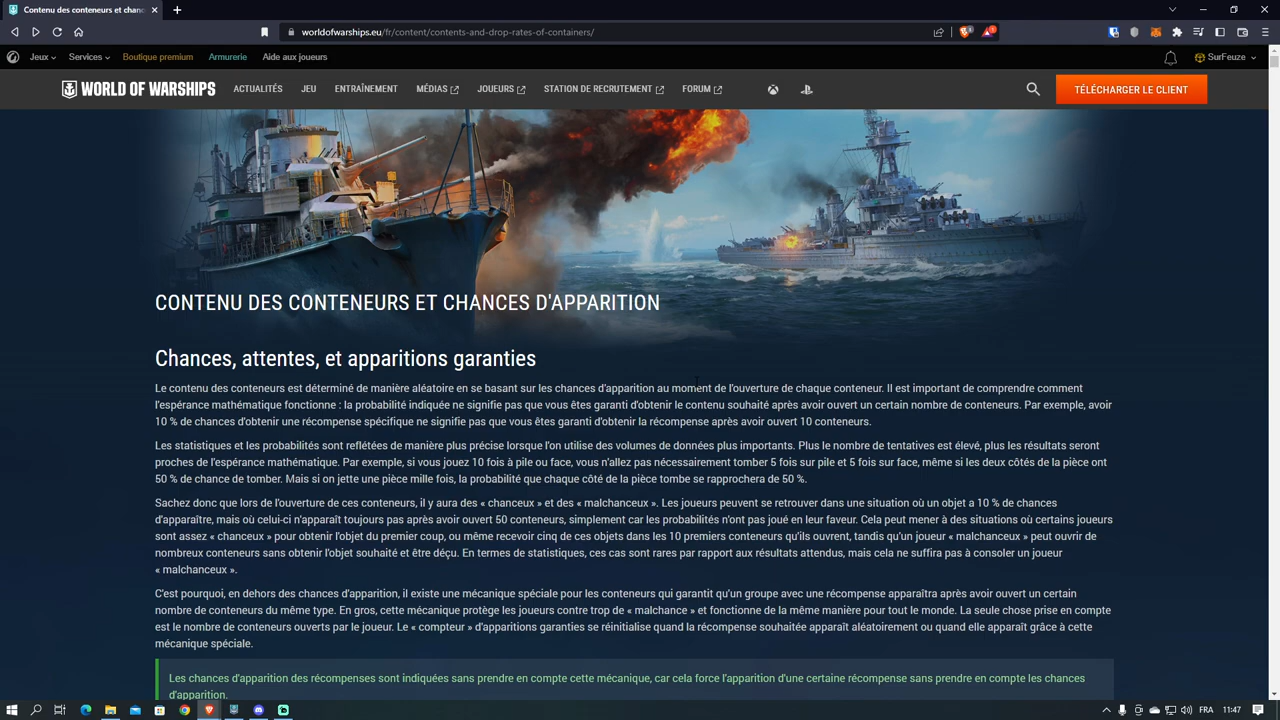 Contenu des conteneurs et chanc
worldofwarships.eu/fr/content/contents-and-drop-rates-of-containers/
Jeux Services Boutique premium Armurerie Aide aux joueurs SurFeuze
WORLD OF WARSHIPS ACTUALITÉS JEU ENTRAÎNEMENT MÉDIAS JOUEURS STATION DE RECRUTEMENT FORUM TÉLÉCHARGER LE CLIENT
CONTENU DES CONTENEURS ET CHANCES D'APPARITION
Chances, attentes, et apparitions garanties
Le contenu des conteneurs est déterminé de manière aléatoire en se basant sur les chances d'apparition au moment de l'ouverture de chaque conteneur. Il est important de comprendre comment
l'espérance mathématique fonctionne : la probabilité indiquée ne signifie pas que vous êtes garanti d'obtenir le contenu souhaité après avoir ouvert un certain nombre de conteneurs. Par exemple, avoir
10 % de chances d'obtenir une récompense spécifique ne signifie pas que vous êtes garanti d'obtenir la récompense après avoir ouvert 10 conteneurs.
Les statistiques et les probabilités sont reflétées de manière plus précise lorsque l'on utilise des volumes de données plus importants. Plus le nombre de tentatives est élevé, plus les résultats seront
proches de l'espérance mathématique. Par exemple, si vous jouez 10 fois à pile ou face, vous n'allez pas nécessairement tomber 5 fois sur pile et 5 fois sur face, même si les deux côtés de la pièce ont
50 % de chance de tomber. Mais si on jette une pièce mille fois, la probabilité que chaque côté de la pièce tombe se rapprochera de 50 %.
Sachez donc que lors de l'ouverture de ces conteneurs, il y aura des « chanceux » et des « malchanceux ». Les joueurs peuvent se retrouver dans une situation où un objet a 10 % de chances
d'apparaître, mais où celui-ci n'apparaît toujours pas après avoir ouvert 50 conteneurs, simplement car les probabilités n'ont pas joué en leur faveur. Cela peut mener à des situations où certains joueurs
sont assez « chanceux » pour obtenir l'objet du premier coup, ou même recevoir cinq de ces objets dans les 10 premiers conteneurs qu'ils ouvrent, tandis qu'un joueur « malchanceux » peut ouvrir de
nombreux conteneurs sans obtenir l'objet souhaité et être déçu. En termes de statistiques, ces cas sont rares par rapport aux résultats attendus, mais cela ne suffira pas à consoler un joueur
« malchanceux ».
C'est pourquoi, en dehors des chances d'apparition, il existe une mécanique spéciale pour les conteneurs qui garantit qu'un groupe avec une récompense apparaîtra après avoir ouvert un certain
nombre de conteneurs du même type. En gros, cette mécanique protège les joueurs contre trop de « malchance » et fonctionne de la même manière pour tout le monde. La seule chose prise en compte
est le nombre de conteneurs ouverts par le joueur. Le « compteur » d'apparitions garanties se réinitialise quand la récompense souhaitée apparaît aléatoirement ou quand elle apparaît grâce à cette
mécanique spéciale.
Les chances d'apparition des récompenses sont indiquées sans prendre en compte cette mécanique, car cela force l'apparition d'une certaine récompense sans prendre en compte les chances
d'apparition.
FRA 11:47